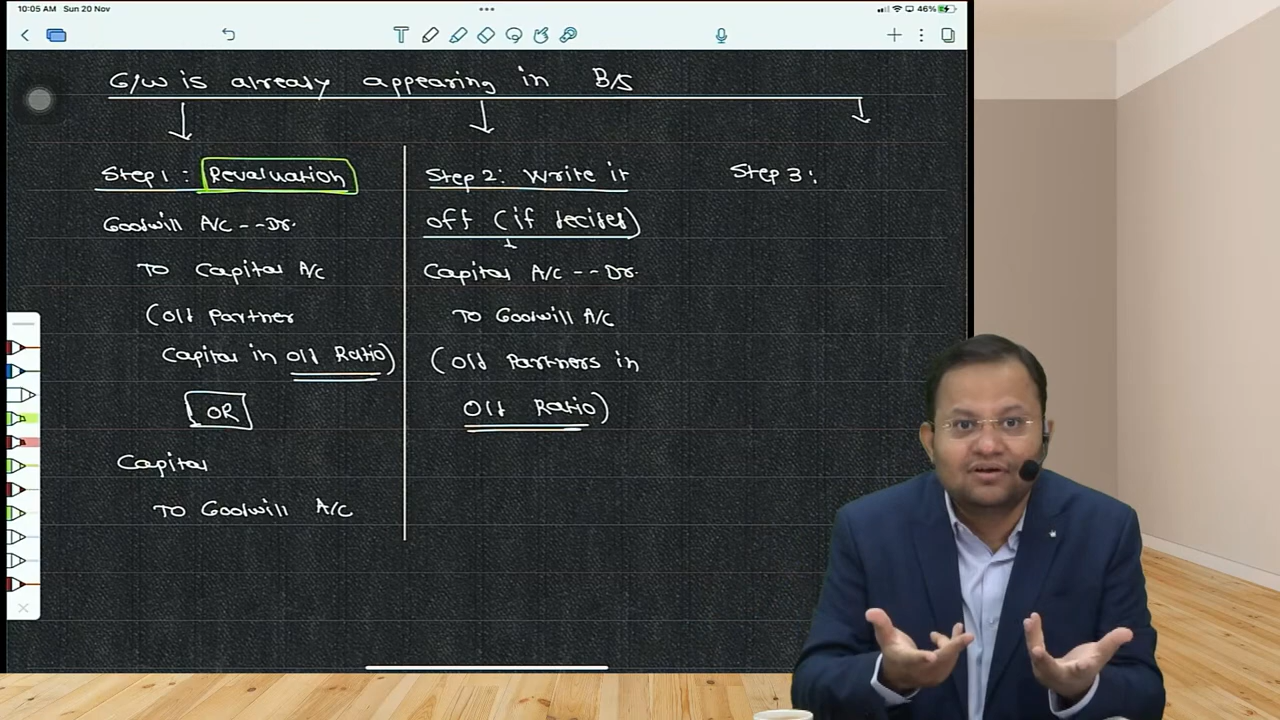 10:05 AM Sun 20 Nov
46%
G/W is already appearing in B/S
Step 1 : Revaluation
Goodwill A/C --Dr.
To Capital A/C
(Old Partner
Capital in Old Ratio)
OR
Capital
To Goodwill A/C
Step 2: Write it
off (if decides)
Capital A/C -- Dr.
To Goodwill A/C
(Old Partners in
Old Ratio)
Step 3: